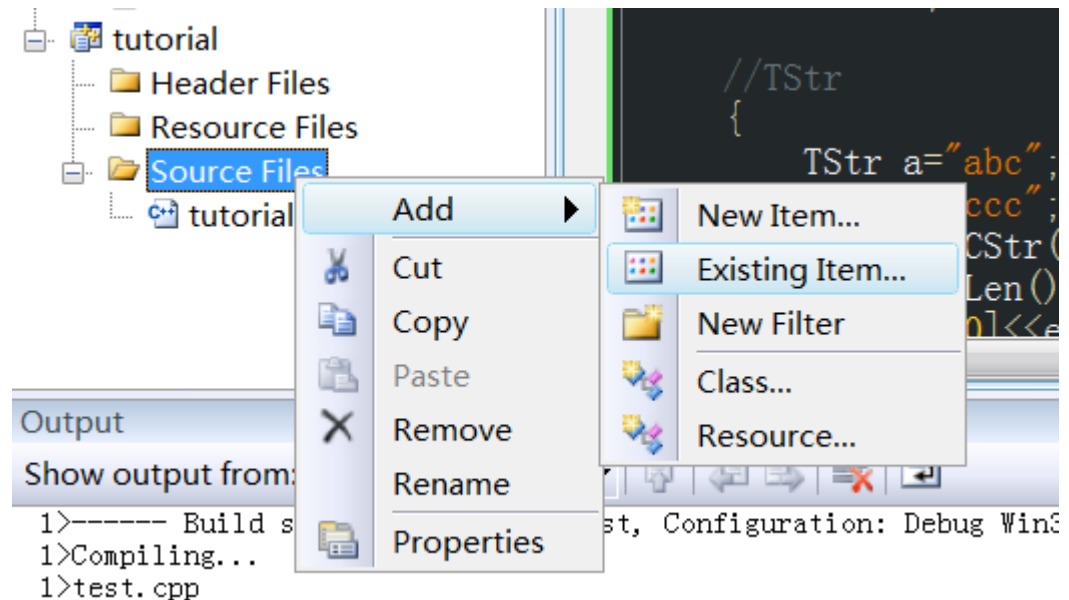 tutorial
Header Files
Resource Files
Source Files
tutorial
//TStr
{
TStr a="abc";
ccc";
CStr(
Len()
0]<<e
Add
Cut
Copy
Paste
Remove
Rename
Properties
New Item...
Existing Item...
New Filter
Class...
Resource...
Output
Show output from:
1>------ Build s
st, Configuration: Debug Win3
1>Compiling...
1>test.cpp